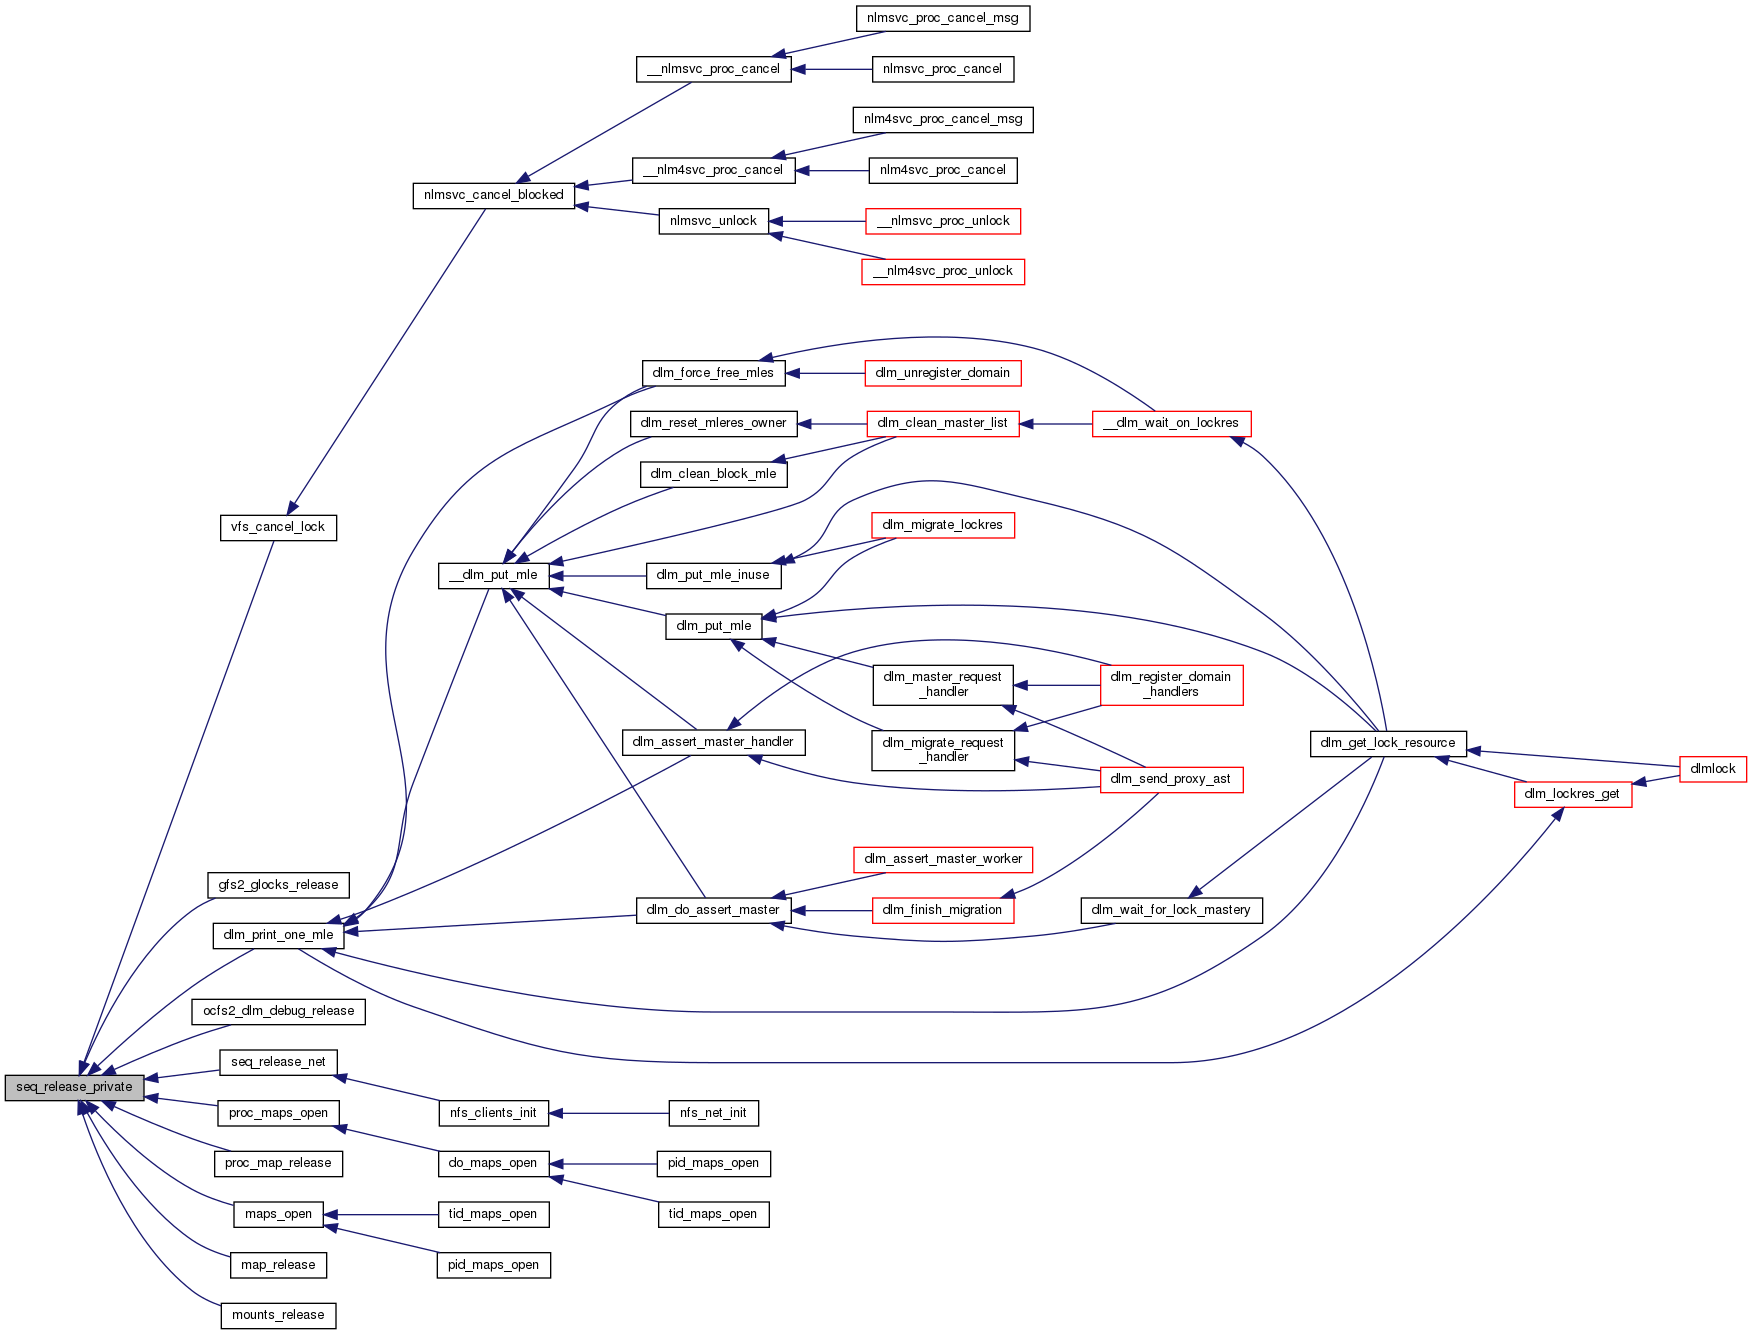 nlmsvc_proc_cancel_msg
__nlmsvc_proc_cancel
nlmsvc_proc_cancel
nlm4svc_proc_cancel_msg
__nlm4svc_proc_cancel
nlm4svc_proc_cancel
nlmsvc_cancel_blocked
nlmsvc_unlock
__nlmsvc_proc_unlock
__nlm4svc_proc_unlock
dlm_force_free_mles
dlm_unregister_domain
dlm_reset_mleres_owner
dlm_clean_master_list
__dlm_wait_on_lockres
dlm_clean_block_mle
vfs_cancel_lock
dlm_migrate_lockres
__dlm_put_mle
dlm_put_mle_inuse
dlm_put_mle
dlm_master_request
_handler
dlm_register_domain
_handlers
dlm_assert_master_handler
dlm_migrate_request
_handler
dlm_get_lock_resource
dlm_send_proxy_ast
dlmlock
dlm_lockres_get
dlm_assert_master_worker
gfs2_glocks_release
dlm_do_assert_master
dlm_finish_migration
dlm_wait_for_lock_mastery
dlm_print_one_mle
ocfs2_dlm_debug_release
seq_release_net
seq_release_private
proc_maps_open
nfs_clients_init
nfs_net_init
proc_map_release
do_maps_open
pid_maps_open
maps_open
tid_maps_open
tid_maps_open
map_release
pid_maps_open
mounts_release